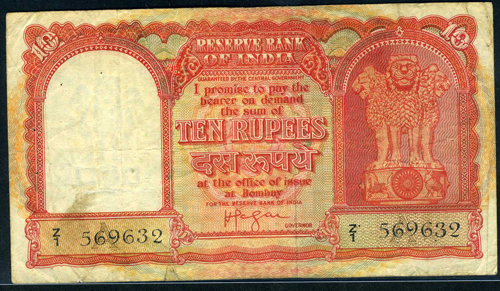 10 10
RESERVE BANK
OF INDIA
GUARANTEED BY THE CENTRAL GOVERNMENT
I promise to pay the
bearer on demand
the sum of
TEN RUPEES
दस रूपये
at the office of issue
at Bombay
FOR THE RESERVE BANK OF INDIA
GOVERNOR
Z/1 569632
Z/1 569632